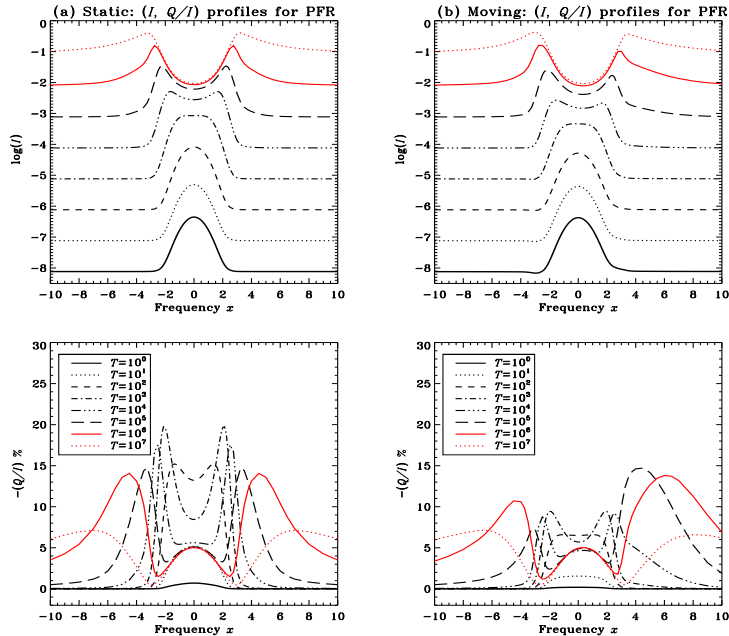 (a) Static: (I, Q/I) profiles for PFR
(b) Moving: (I, Q/I) profiles for PFR
0
-1
-2
-3
-4
-5
-6
-7
-8
log(I)
-10 -8 -6 -4 -2 0 2 4 6 8 10
Frequency x
0
-1
-2
-3
-4
-5
-6
-7
-8
log(I)
-10 -8 -6 -4 -2 0 2 4 6 8 10
Frequency x
30
25
20
15
10
5
0
-(Q/I) %
T=10⁰
T=10¹
T=10²
T=10³
T=10⁴
T=10⁵
T=10⁶
T=10⁷
-10 -8 -6 -4 -2 0 2 4 6 8 10
Frequency x
30
25
20
15
10
5
0
-(Q/I) %
T=10⁰
T=10¹
T=10²
T=10³
T=10⁴
T=10⁵
T=10⁶
T=10⁷
-10 -8 -6 -4 -2 0 2 4 6 8 10
Frequency x